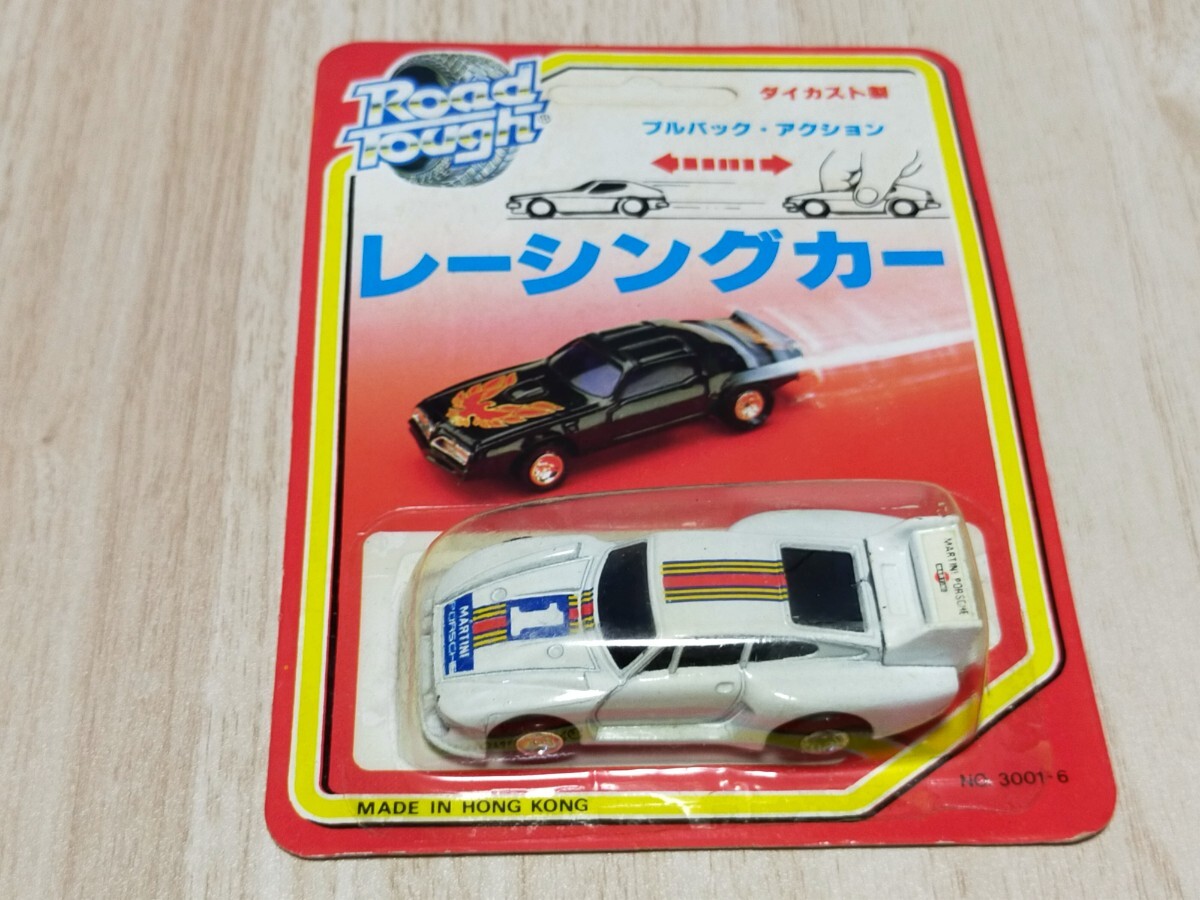 Road
Tough®
ダイカスト製
プルバック・アクション
レーシングカー
MARTINI PORSCHE
1
MARTINI
PORSCHE
NO. 3001-6
MADE IN HONG KONG